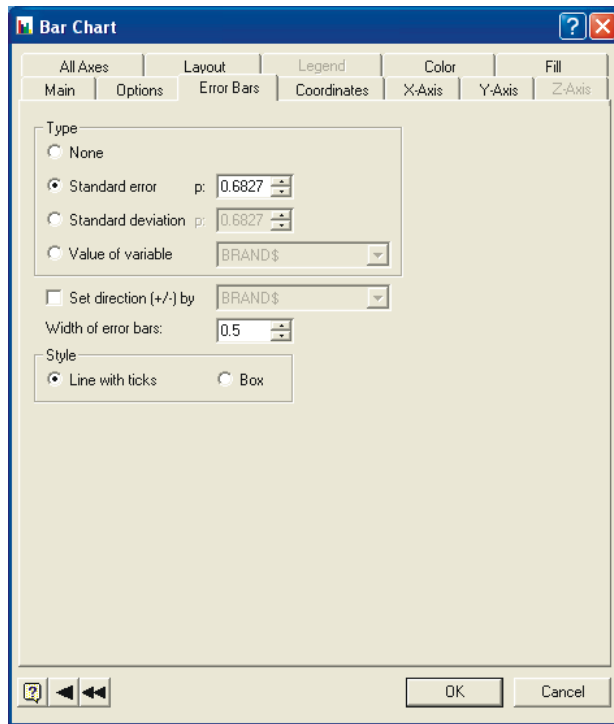 Bar Chart
All Axes Layout Legend Color Fill
Main Options Error Bars Coordinates X-Axis Y-Axis Z-Axis
Type
None
Standard error p: 0.6827
Standard deviation p: 0.6827
Value of variable BRAND$
Set direction (+/-) by BRAND$
Width of error bars: 0.5
Style
Line with ticks Box
OK Cancel